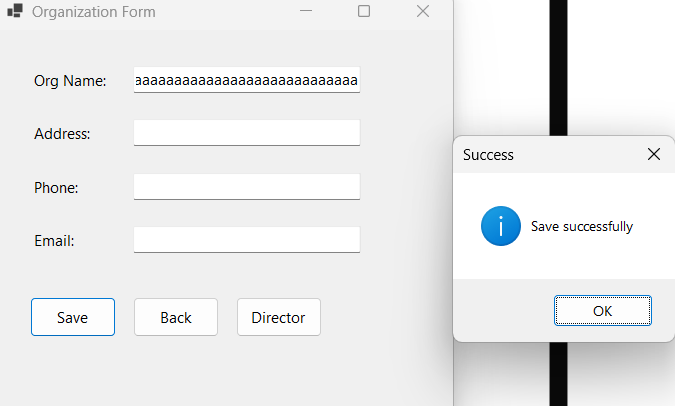 Organization Form
Org Name: aaaaaaaaaaaaaaaaaaaaaaaaaaaaa
Address:
Phone:
Email:
Save Back Director
Success
Save successfully
OK